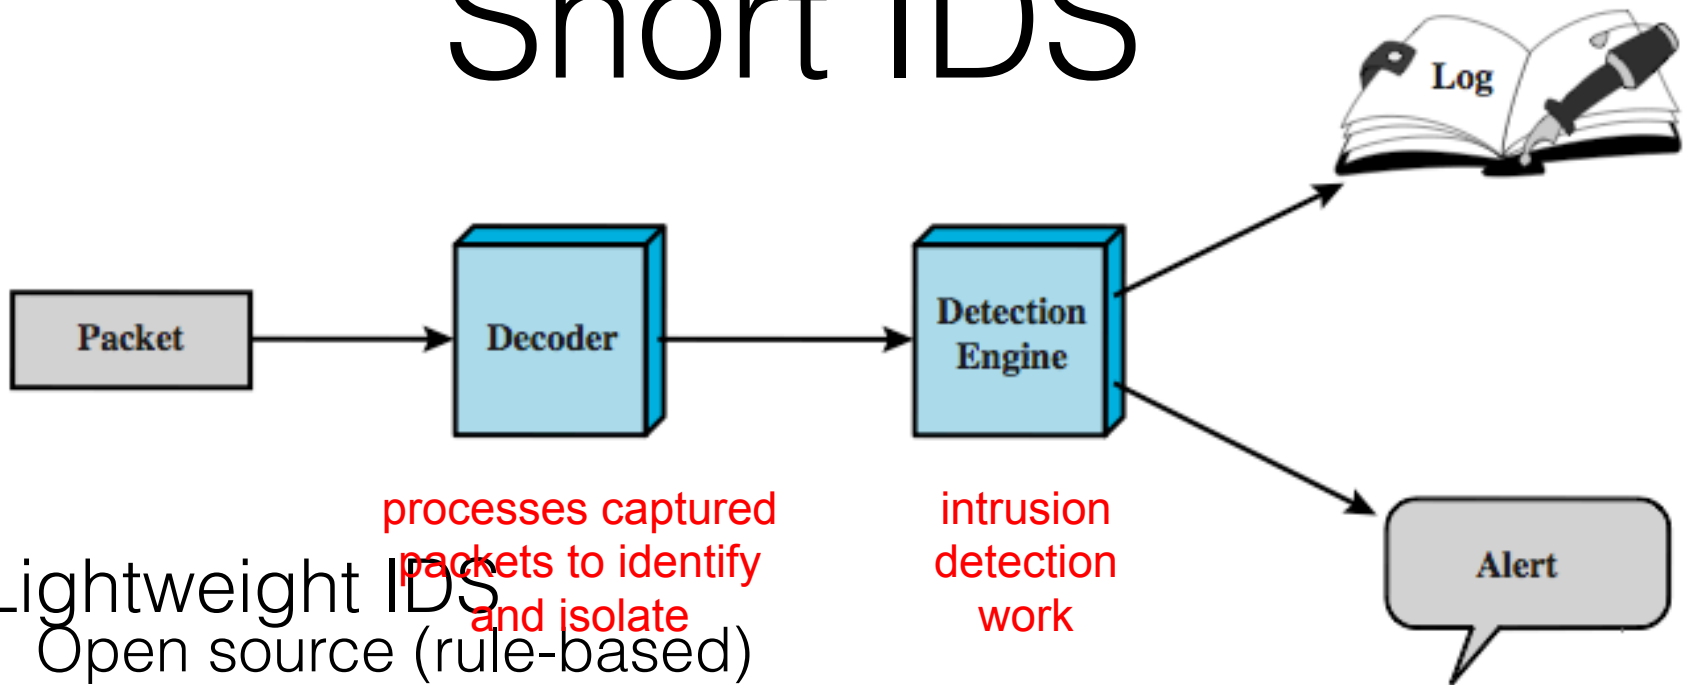 Snort IDS
Log
Packet
Decoder
Detection
Engine
processes captured
packets to identify
and isolate
intrusion
detection
work
Alert
Lightweight IDS
Open source (rule-based)